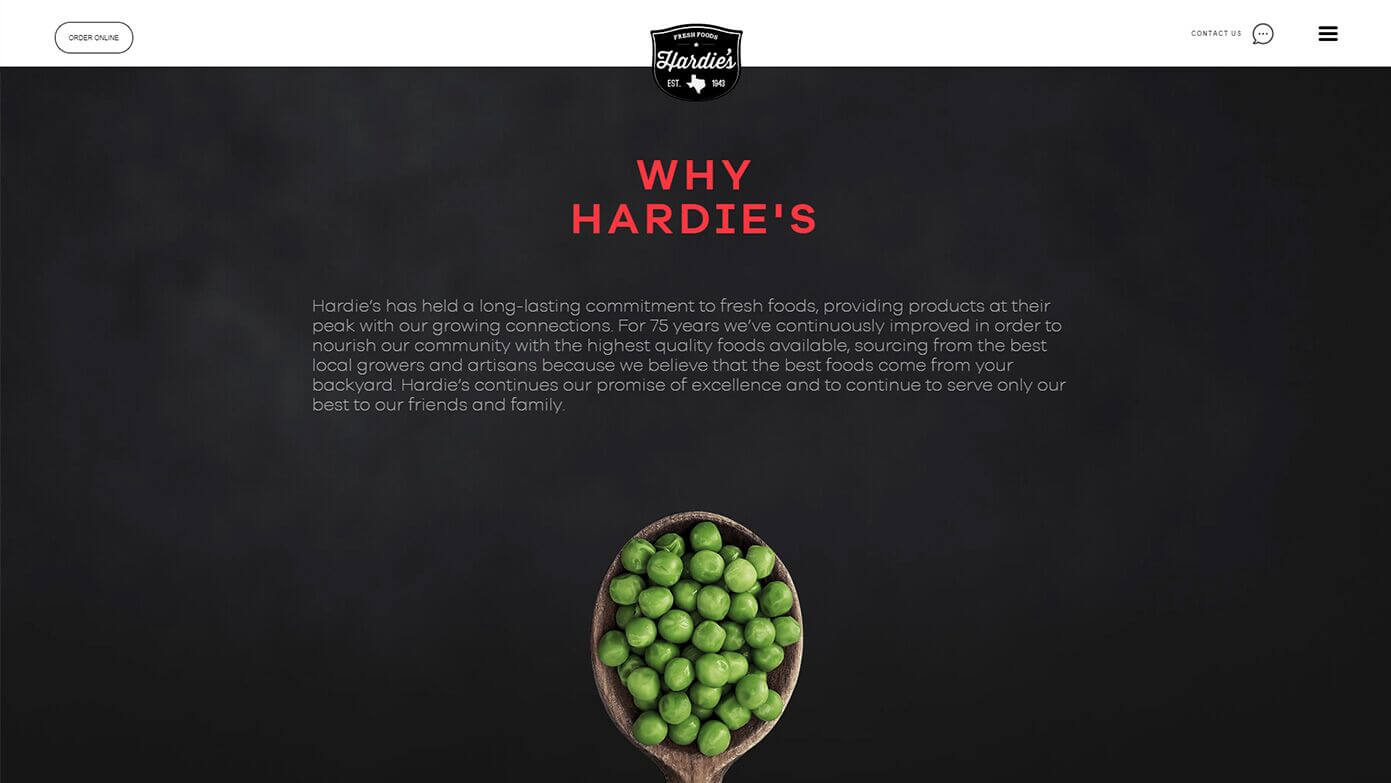 ORDER ONLINE
FRESH FOODS
Hardie's
EST. 1943
CONTACT US
WHY
HARDIE'S
Hardie’s has held a long-lasting commitment to fresh foods, providing products at their
peak with our growing connections. For 75 years we’ve continuously improved in order to
nourish our community with the highest quality foods available, sourcing from the best
local growers and artisans because we believe that the best foods come from your
backyard. Hardie’s continues our promise of excellence and to continue to serve only our
best to our friends and family.